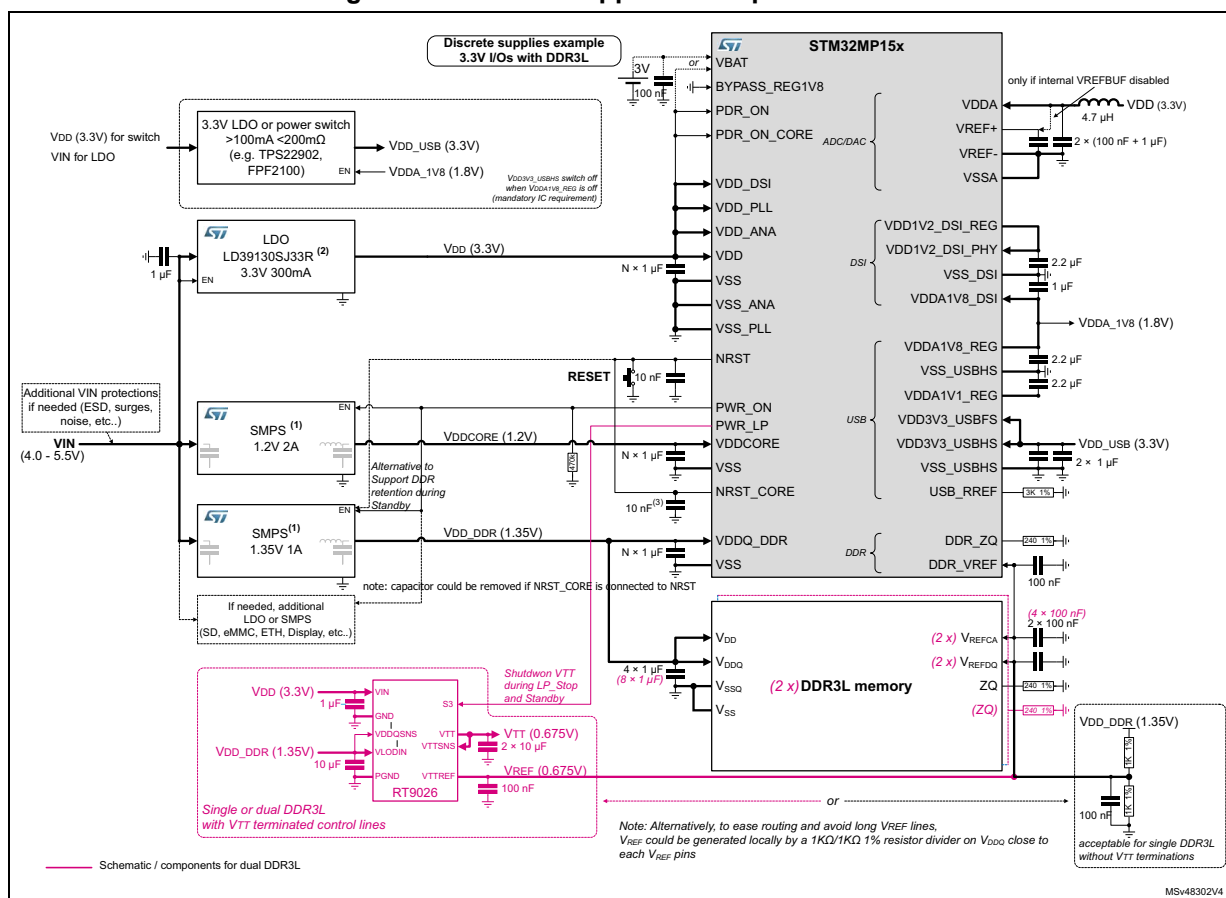 Discrete supplies example
3.3V I/Os with DDR3L
STM32MP15x
3V
or
100 nF
VBAT
BYPASS_REG1V8
PDR_ON
PDR_ON_CORE
VDD_DSI
VDD_PLL
VDD_ANA
VDD
VSS
VSS_ANA
VSS_PLL
NRST
PWR_ON
PWR_LP
VDDCORE
VSS
NRST_CORE
VDDQ_DDR
VSS
ADC/DAC
DSI
USB
DDR
VDDA
VREF+
VREF-
VSSA
VDD1V2_DSI_REG
VDD1V2_DSI_PHY
VSS_DSI
VDDA1V8_DSI
VDDA1V8_REG
VSS_USBHS
VDDA1V1_REG
VDD3V3_USBFS
VDD3V3_USBHS
VSS_USBHS
USB_RREF
DDR_ZQ
DDR_VREF
only if internal VREFBUF disabled
VDD (3.3V)
4.7 µH
2 × (100 nF + 1 µF)
2.2 µF
1 µF
VDDA_1V8 (1.8V)
2.2 µF
2.2 µF
VDD_USB (3.3V)
2 × 1 µF
3K 1%
240 1%
100 nF
VDD (3.3V) for switch
VIN for LDO
3.3V LDO or power switch
>100mA <200mΩ
(e.g. TPS22902,
FPF2100)
EN
VDD_USB (3.3V)
VDDA_1V8 (1.8V)
VDD3V3_USBHS switch off
when VDDA1V8_REG is off
(mandatory IC requirement)
LDO
LD39130SJ33R (2)
3.3V 300mA
EN
1 µF
VDD (3.3V)
N × 1 µF
RESET
10 nF
Additional VIN protections
if needed (ESD, surges,
noise, etc..)
VIN
(4.0 - 5.5V)
EN
SMPS(1)
1.2V 2A
VDDCORE (1.2V)
N × 1 µF
470k
Alternative to
Support DDR
retention during
Standby
10 nF(3)
EN
SMPS(1)
1.35V 1A
VDD_DDR (1.35V)
N × 1 µF
note: capacitor could be removed if NRST_CORE is connected to NRST
If needed, additional
LDO or SMPS
(SD, eMMC, ETH, Display, etc..)
VDD
VDDQ
VSSQ
VSS
4 × 1 µF
(8 × 1 µF)
(2 x) DDR3L memory
(2 x) VREFCA
(2 x) VREFDQ
ZQ
(ZQ)
(4 × 100 nF)
2 × 100 nF
240 1%
240 1%
Shutdwon VTT
during LP_Stop
and Standby
VDD (3.3V)
1 µF
VDD_DDR (1.35V)
10 µF
VIN
GND
VDDQSNS
VLODIN
PGND
S3
VTT
VTTSNS
VTTREF
RT9026
VTT (0.675V)
2 × 10 µF
VREF (0.675V)
100 nF
Single or dual DDR3L
with VTT terminated control lines
or
Note: Alternatively, to ease routing and avoid long VREF lines,
VREF could be generated locally by a 1KΩ/1KΩ 1% resistor divider on VDDQ close to
each VREF pins
VDD_DDR (1.35V)
1K 1%
1K 1%
100 nF
acceptable for single DDR3L
without VTT terminations
Schematic / components for dual DDR3L
MSv48302V4